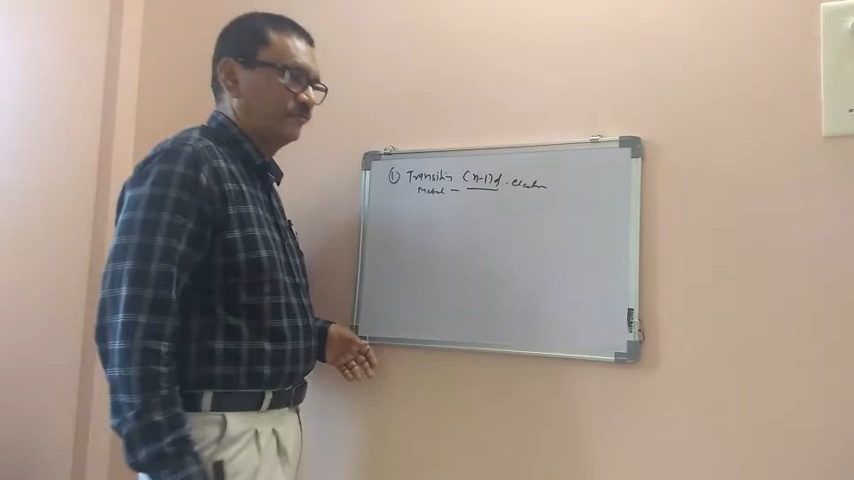 ① Transition (n-1)d. electron
Metal —